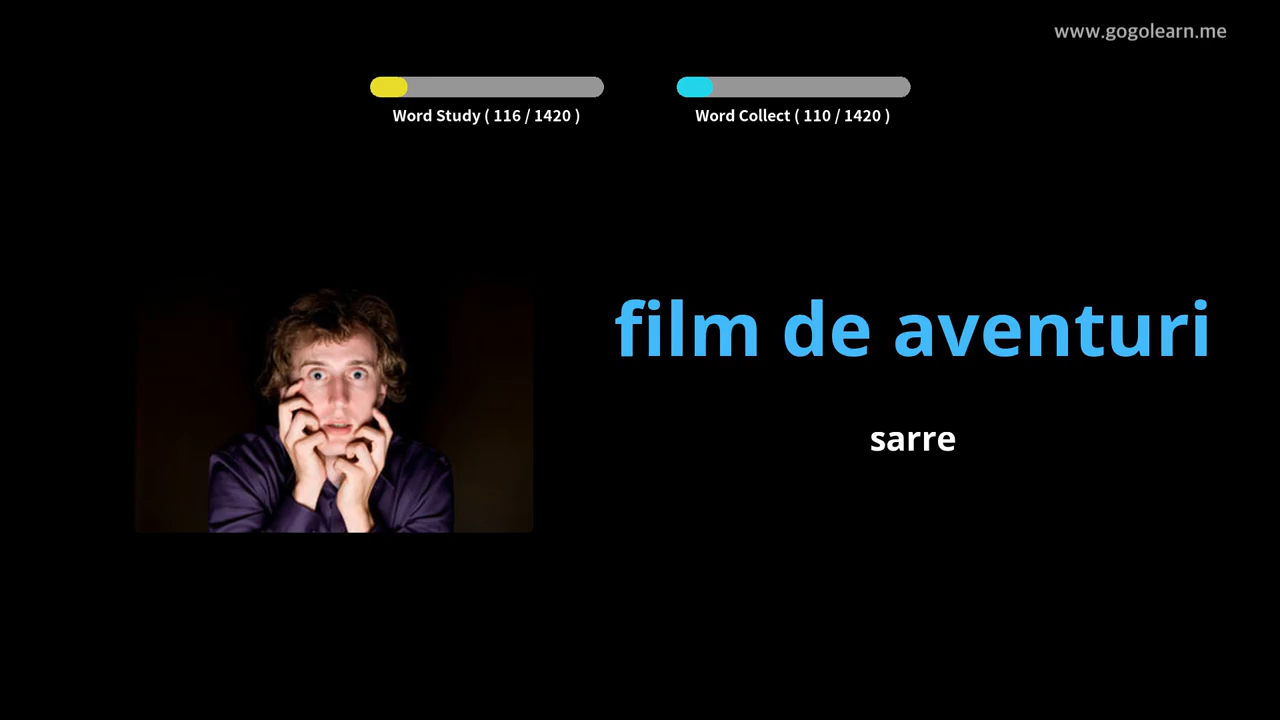 www.gogolearn.me
Word Study ( 116 / 1420 )
Word Collect ( 110 / 1420 )
film de aventuri
sarre